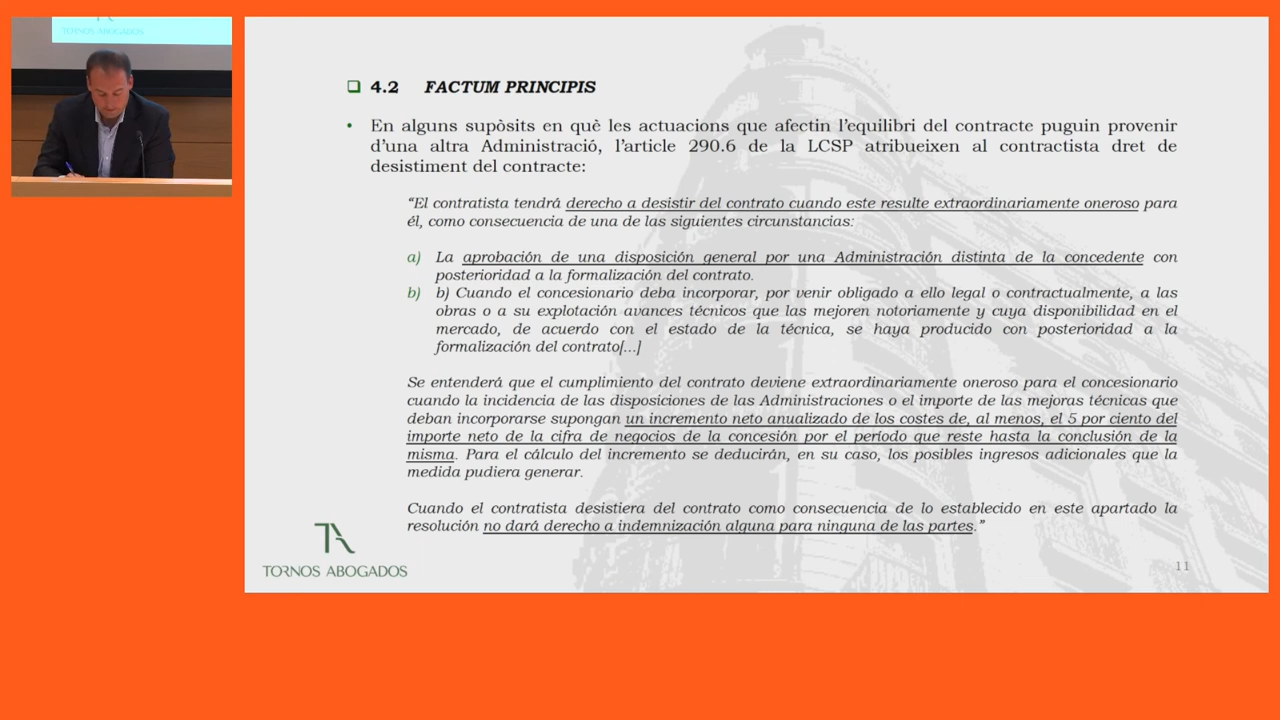 TORNOS ABOGADOS
4.2 FACTUM PRINCIPIS
• En alguns supòsits en què les actuacions que afectin l'equilibri del contracte puguin provenir
d'una altra Administració, l'article 290.6 de la LCSP atribueixen al contractista dret de
desistiment del contracte:
“El contratista tendrá derecho a desistir del contrato cuando este resulte extraordinariamente oneroso para
él, como consecuencia de una de las siguientes circunstancias:
a) La aprobación de una disposición general por una Administración distinta de la concedente con
posterioridad a la formalización del contrato.
b) b) Cuando el concesionario deba incorporar, por venir obligado a ello legal o contractualmente, a las
obras o a su explotación avances técnicos que las mejoren notoriamente y cuya disponibilidad en el
mercado, de acuerdo con el estado de la técnica, se haya producido con posterioridad a la
formalización del contrato[...]
Se entenderá que el cumplimiento del contrato deviene extraordinariamente oneroso para el concesionario
cuando la incidencia de las disposiciones de las Administraciones o el importe de las mejoras técnicas que
deban incorporarse supongan un incremento neto anualizado de los costes de, al menos, el 5 por ciento del
importe neto de la cifra de negocios de la concesión por el período que reste hasta la conclusión de la
misma. Para el cálculo del incremento se deducirán, en su caso, los posibles ingresos adicionales que la
medida pudiera generar.
Cuando el contratista desistiera del contrato como consecuencia de lo establecido en este apartado la
resolución no dará derecho a indemnización alguna para ninguna de las partes.”
TA
TORNOS ABOGADOS
11